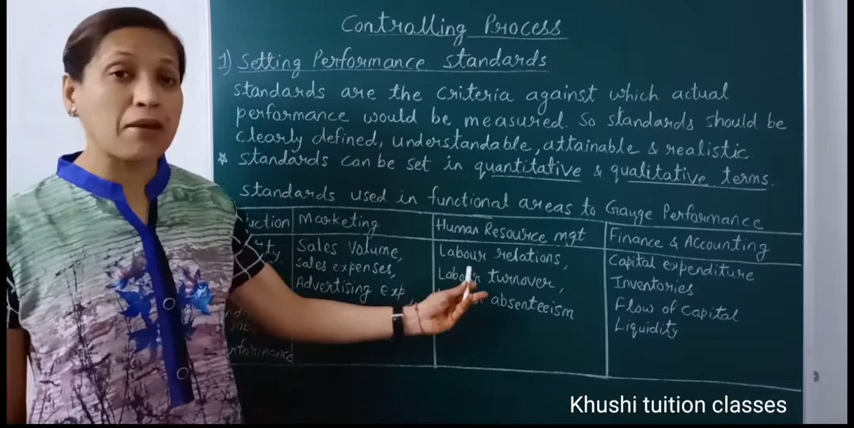 Controlling Process
1) Setting Performance standards
standards are the criteria against which actual
performance would be measured. So standards should be
clearly defined, understandable, attainable & realistic
* standards can be set in quantitative & qualitative terms.
standards used in functional areas to Gauge Performance
Marketing
Human Resource mgt
Finance & Accounting
Sales Volume,
sales expenses,
Advertising exp
Labour relations,
turnover,
absenteeism
Capital expenditure
Inventories
Flow of Capital
Liquidity
Khushi tuition classes